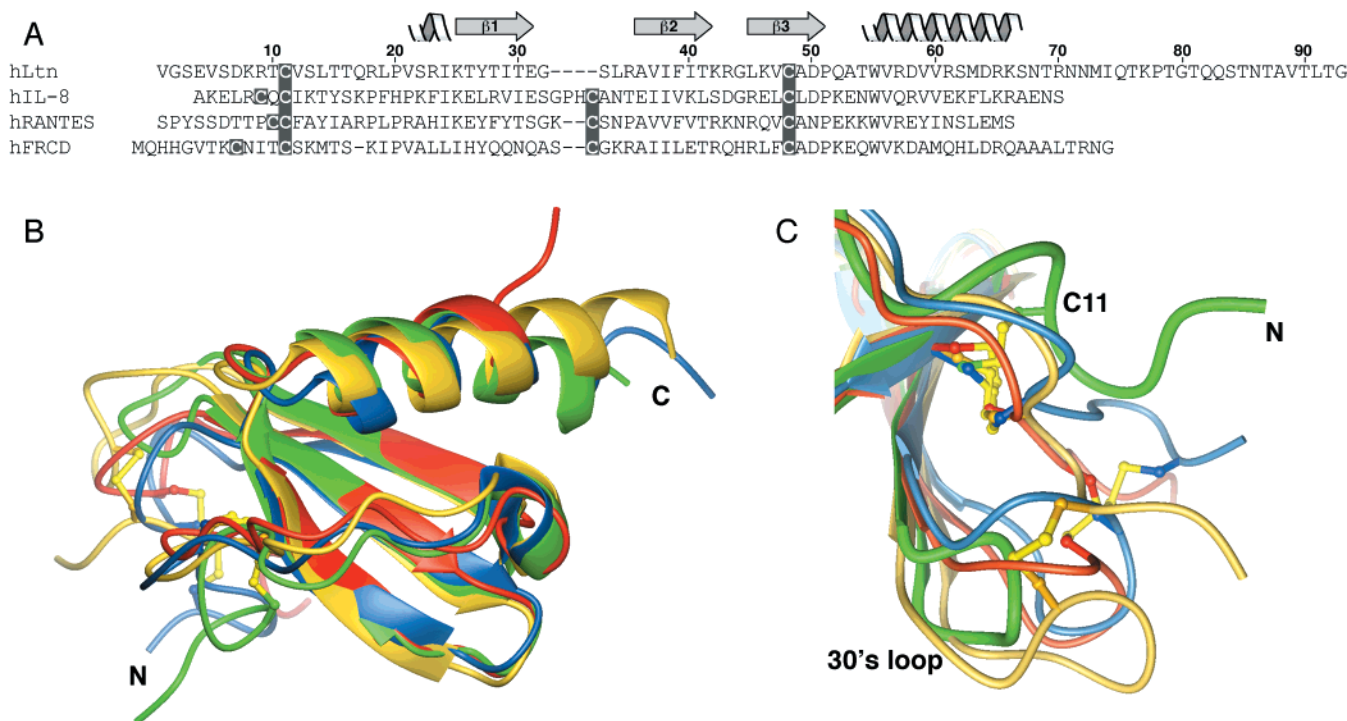 A
β1 β2 β3
10 20 30 40 50 60 70 80 90
hLtn VGSEVSDKRTCVSLTTQRLPVSRIKTYTITEG----SLRAVIFITKRGLKVCADPQATWVRDVVRSMDRKSNTRNNMIQTKPTGTQQSTNTAVTLTG
hIL-8 AKELRCQCIKTYSKPFHPKFIKELRVIESGPHCANTEIIVKLSDGRELCLDPKENWVQRVVEKFLKRAENS
hRANTES SPYSSDTTPCCFAYIARPLPRAHIKEYFYTSGK--CSNPAVVFVTRKNRQVCANPEKKWVREYINSLEMS
hFRCD MQHHGVTKCNITCSKMTS-KIPVALLIHYQQNQAS--CGKRAIILETRQHRLFCADPKEQWVKDAMQHLDRQAAALTRNG
B
C
C
N
C11
N
30's loop